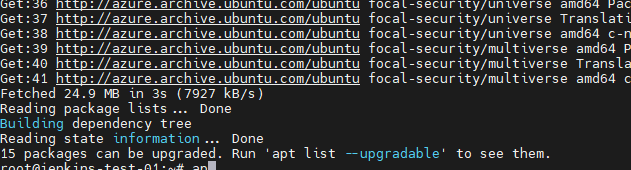 Get:36 http://azure.archive.ubuntu.com/ubuntu focal-security/universe amd64 Pac
Get:37 http://azure.archive.ubuntu.com/ubuntu focal-security/universe Translati
Get:38 http://azure.archive.ubuntu.com/ubuntu focal-security/universe amd64 c-n
Get:39 http://azure.archive.ubuntu.com/ubuntu focal-security/multiverse amd64 P
Get:40 http://azure.archive.ubuntu.com/ubuntu focal-security/multiverse Transla
Get:41 http://azure.archive.ubuntu.com/ubuntu focal-security/multiverse amd64 c
Fetched 24.9 MB in 3s (7927 kB/s)
Reading package lists... Done
Building dependency tree
Reading state information... Done
15 packages can be upgraded. Run 'apt list --upgradable' to see them.
root@jenkins-test-01:~# ap